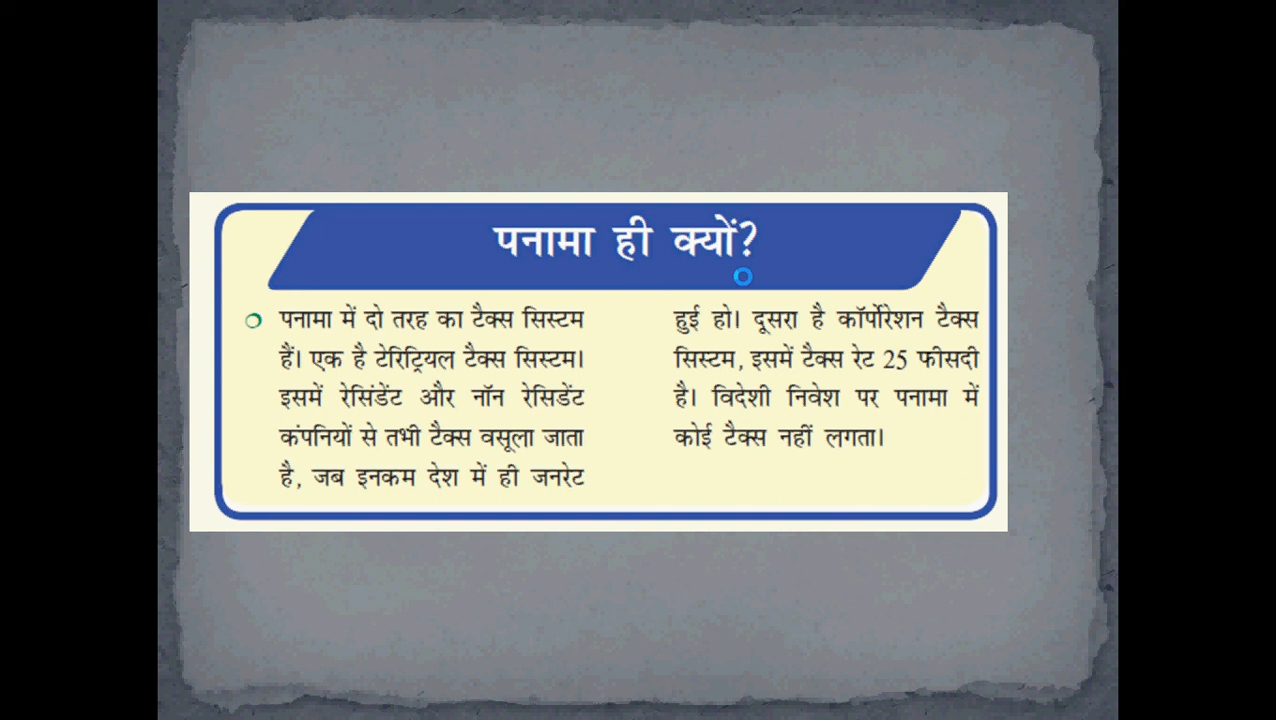 पनामा ही क्यों?
पनामा में दो तरह का टैक्स सिस्टम
हैं। एक है टेरिट्रियल टैक्स सिस्टम।
इसमें रेसिंडेंट और नॉन रेसिडेंट
कंपनियों से तभी टैक्स वसूला जाता
है, जब इनकम देश में ही जनरेट
हुई हो। दूसरा है कॉर्पोरेशन टैक्स
सिस्टम, इसमें टैक्स रेट 25 फीसदी
है। विदेशी निवेश पर पनामा में
कोई टैक्स नहीं लगता।